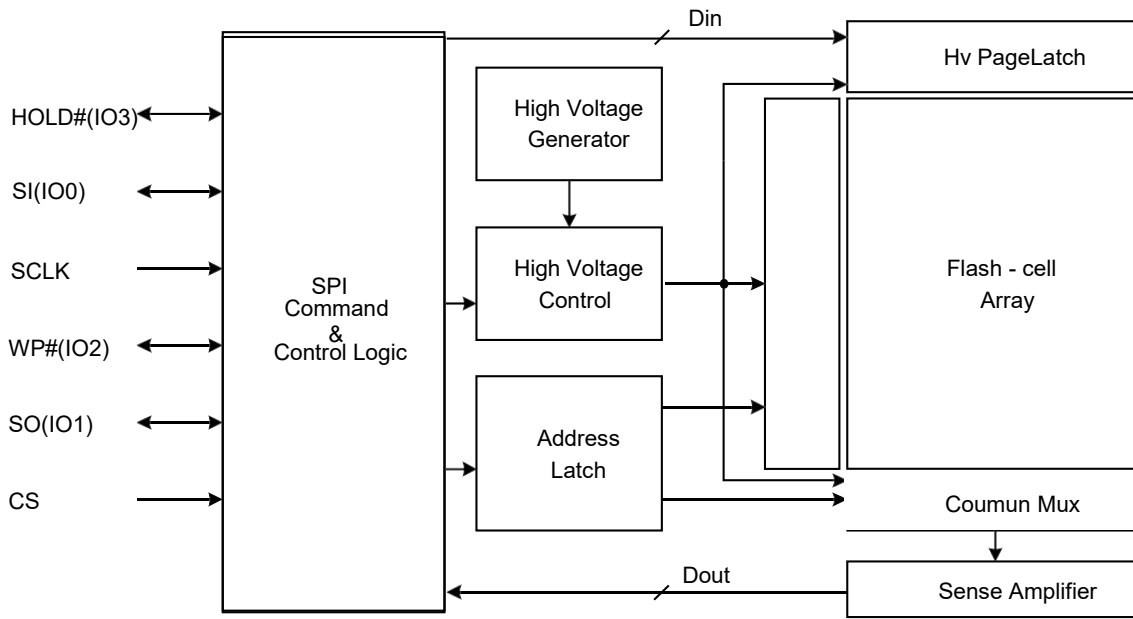 Din
Hv PageLatch
High Voltage
Generator
HOLD#(IO3)
SI(IO0)
SCLK
WP#(IO2)
SO(IO1)
CS
SPI
Command
&
Control Logic
High Voltage
Control
Flash - cell
Array
Address
Latch
Coumun Mux
Dout
Sense Amplifier